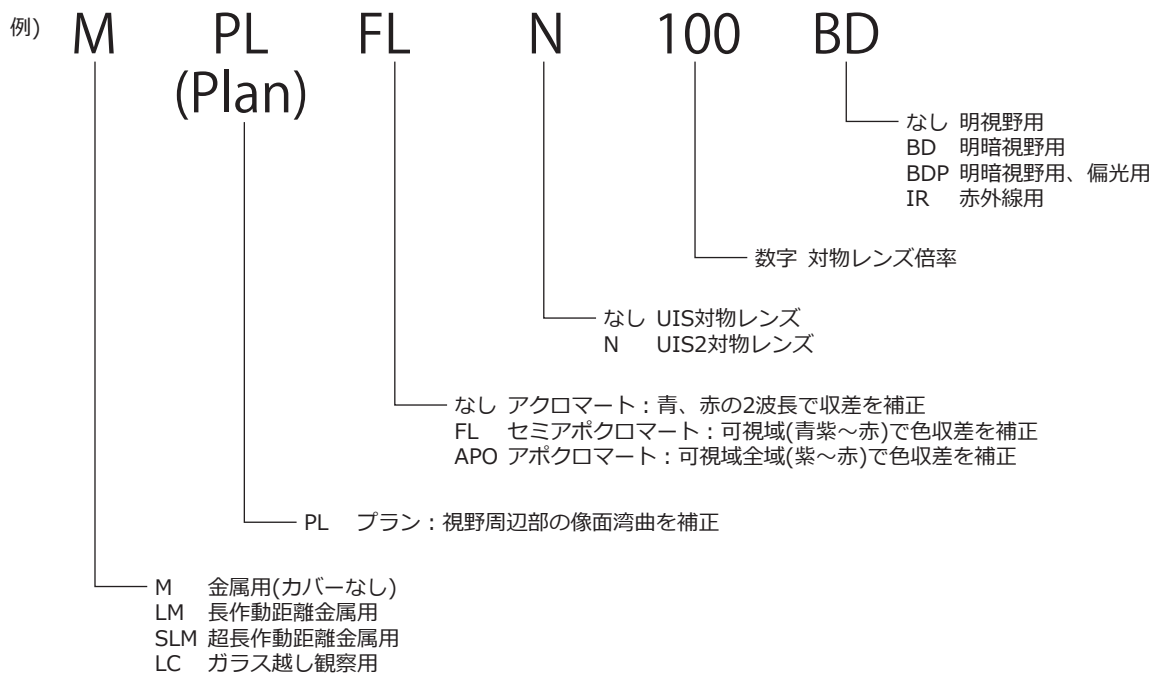 例) M PL FL N 100 BD
(Plan)
なし 明視野用
BD 明暗視野用
BDP 明暗視野用、偏光用
IR 赤外線用
数字 対物レンズ倍率
なし UIS対物レンズ
N UIS2対物レンズ
なし アクロマート：青、赤の2波長で収差を補正
FL セミアポクロマート：可視域(青紫～赤)で色収差を補正
APO アポクロマート：可視域全域(紫～赤)で色収差を補正
PL プラン：視野周辺部の像面湾曲を補正
M 金属用(カバーなし)
LM 長作動距離金属用
SLM 超長作動距離金属用
LC ガラス越し観察用